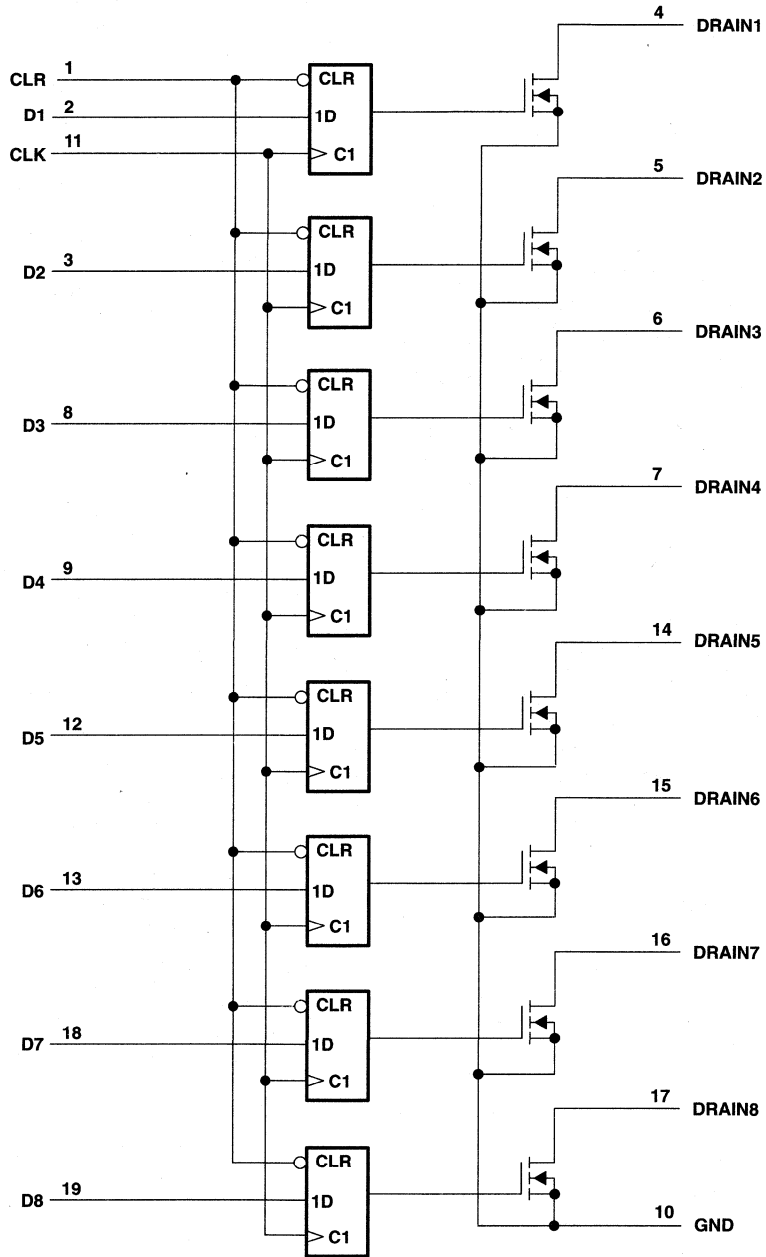 4 DRAIN1
CLR 1 CLR
D1 2 1D
CLK 11 C1
5 DRAIN2
CLR
D2 3 1D
C1
6 DRAIN3
CLR
D3 8 1D
C1
7 DRAIN4
CLR
D4 9 1D
C1
14 DRAIN5
CLR
D5 12 1D
C1
15 DRAIN6
CLR
D6 13 1D
C1
16 DRAIN7
CLR
D7 18 1D
C1
17 DRAIN8
CLR
D8 19 1D
10 GND
C1